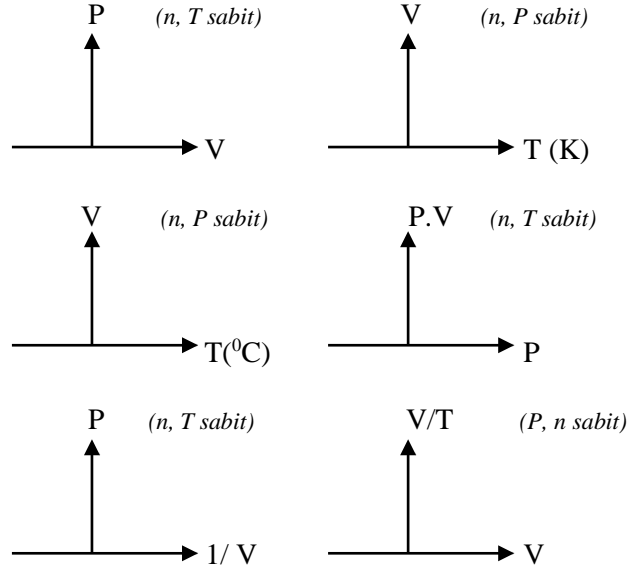 P (n, T sabit)
V (n, P sabit)
V
T (K)
V (n, P sabit)
P.V (n, T sabit)
T(⁰C)
P
P (n, T sabit)
V/T (P, n sabit)
1/ V
V